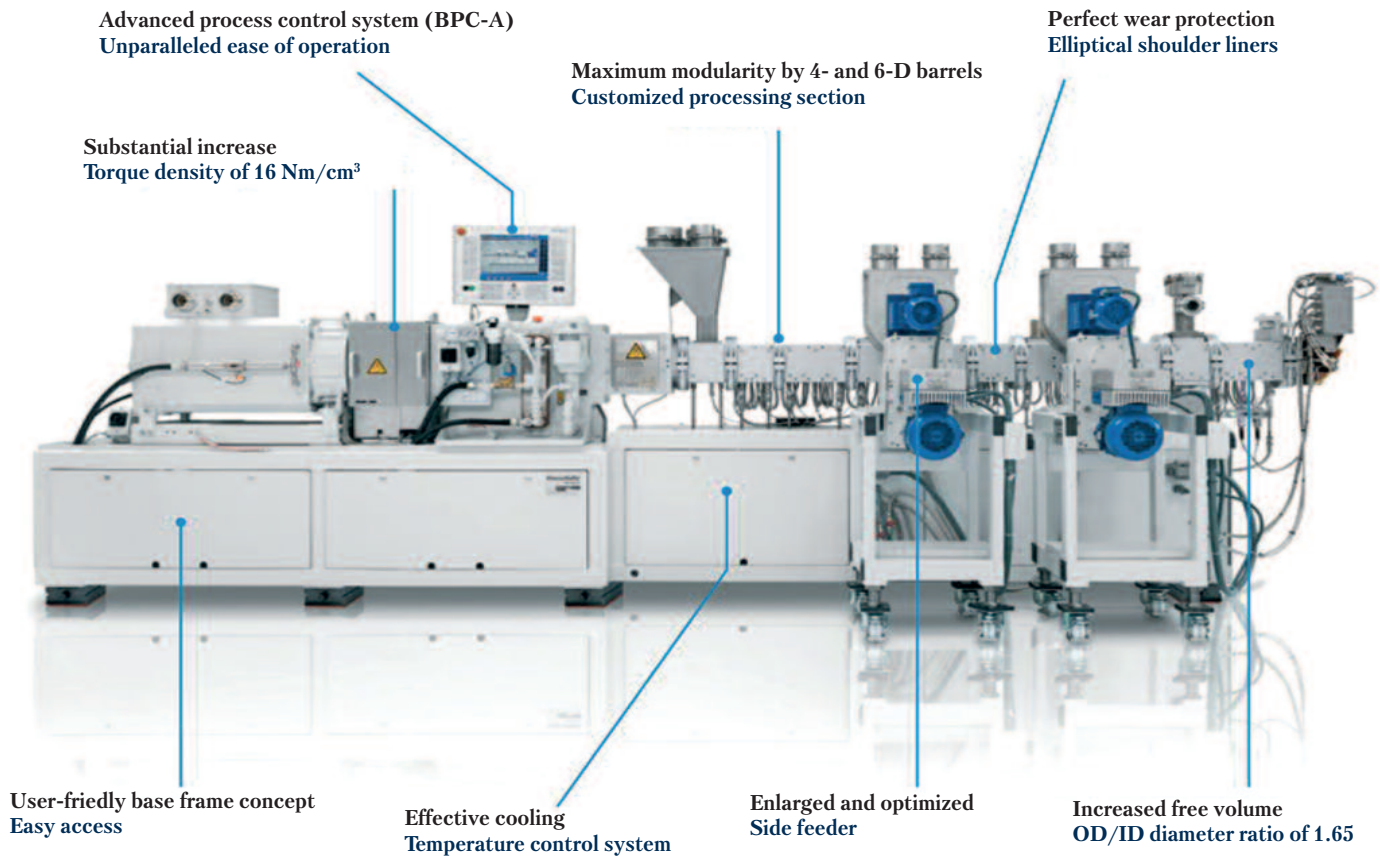 Advanced process control system (BPC-A)
Unparalleled ease of operation
Perfect wear protection
Elliptical shoulder liners
Maximum modularity by 4- and 6-D barrels
Customized processing section
Substantial increase
Torque density of 16 Nm/cm³
User-friedly base frame concept
Easy access
Effective cooling
Temperature control system
Enlarged and optimized
Side feeder
Increased free volume
OD/ID diameter ratio of 1.65